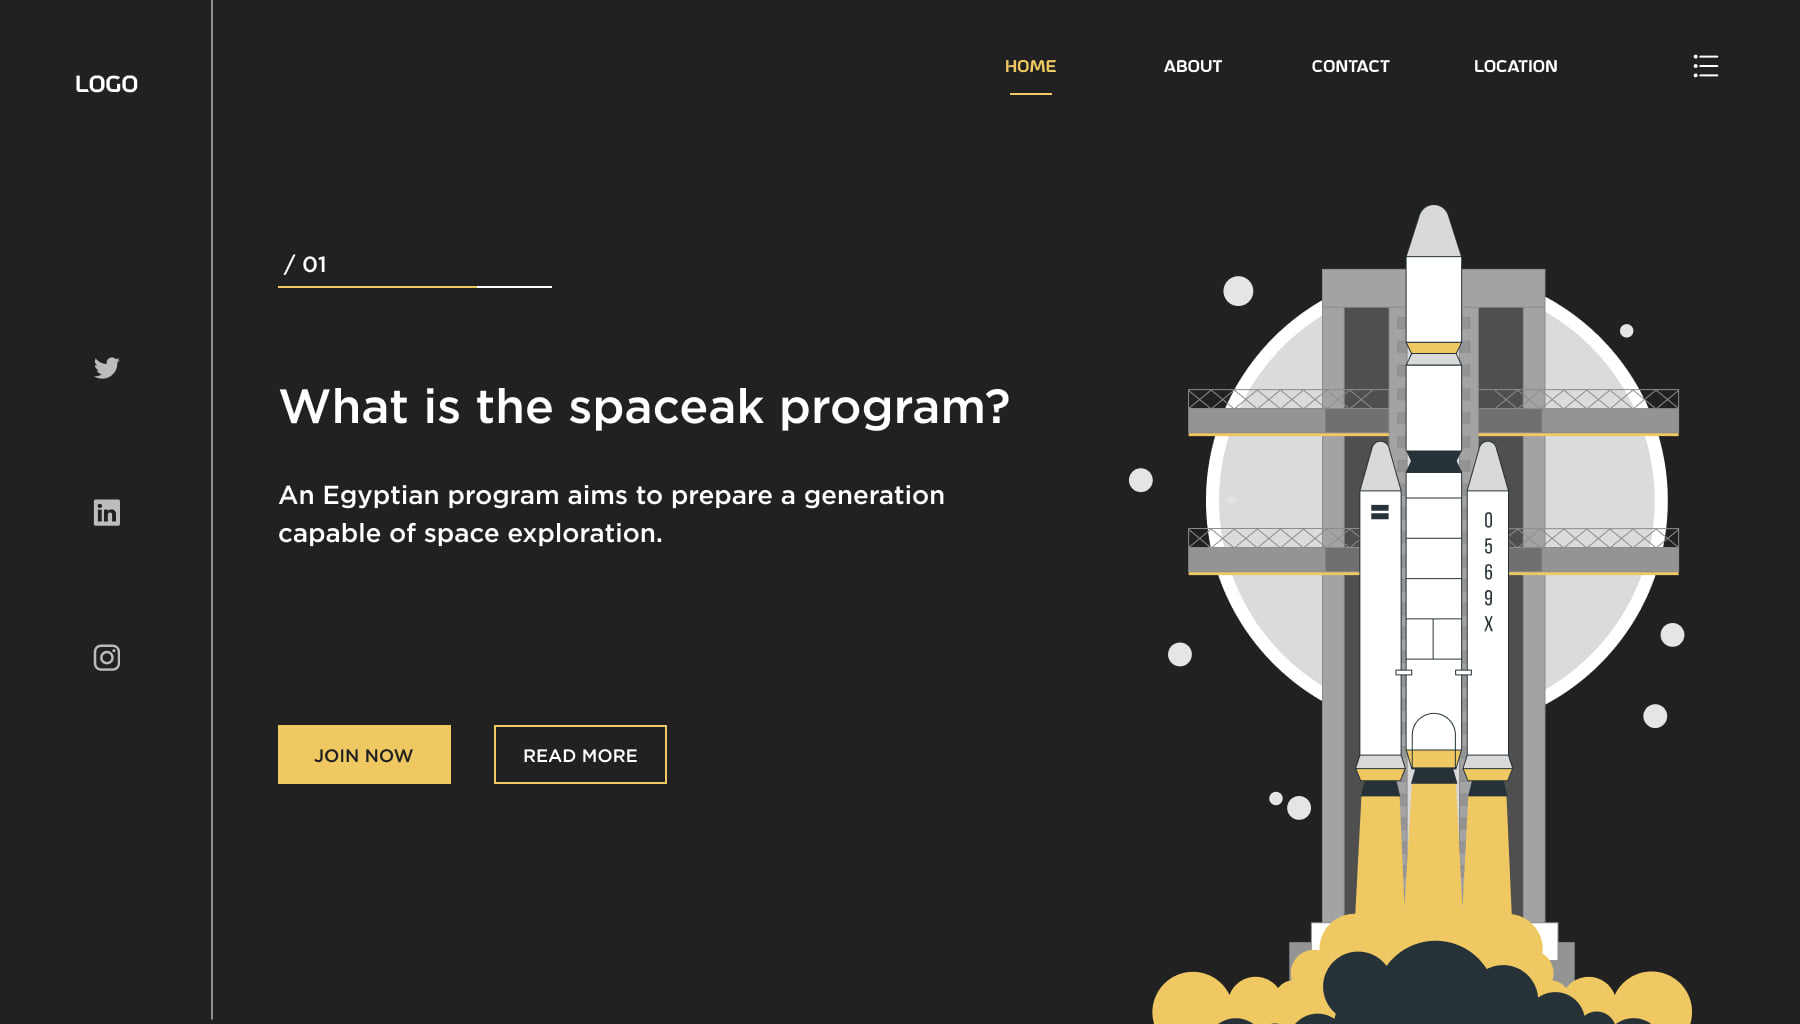 LOGO
HOME
ABOUT
CONTACT
LOCATION
/ 01
What is the spaceak program?
An Egyptian program aims to prepare a generation
capable of space exploration.
JOIN NOW
READ MORE
0
5
6
9
X